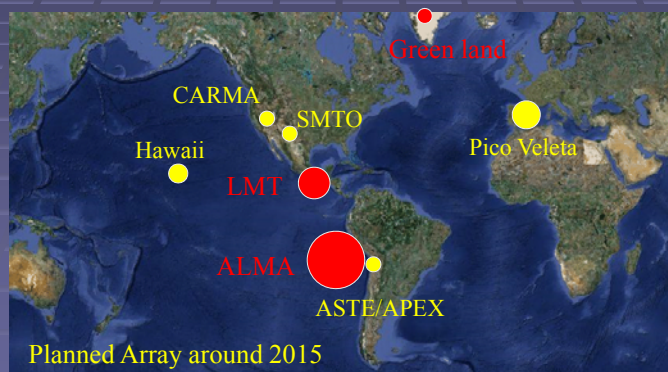 Green land
CARMA
SMTO
Hawaii
Pico Veleta
LMT
ALMA
ASTE/APEX
Planned Array around 2015